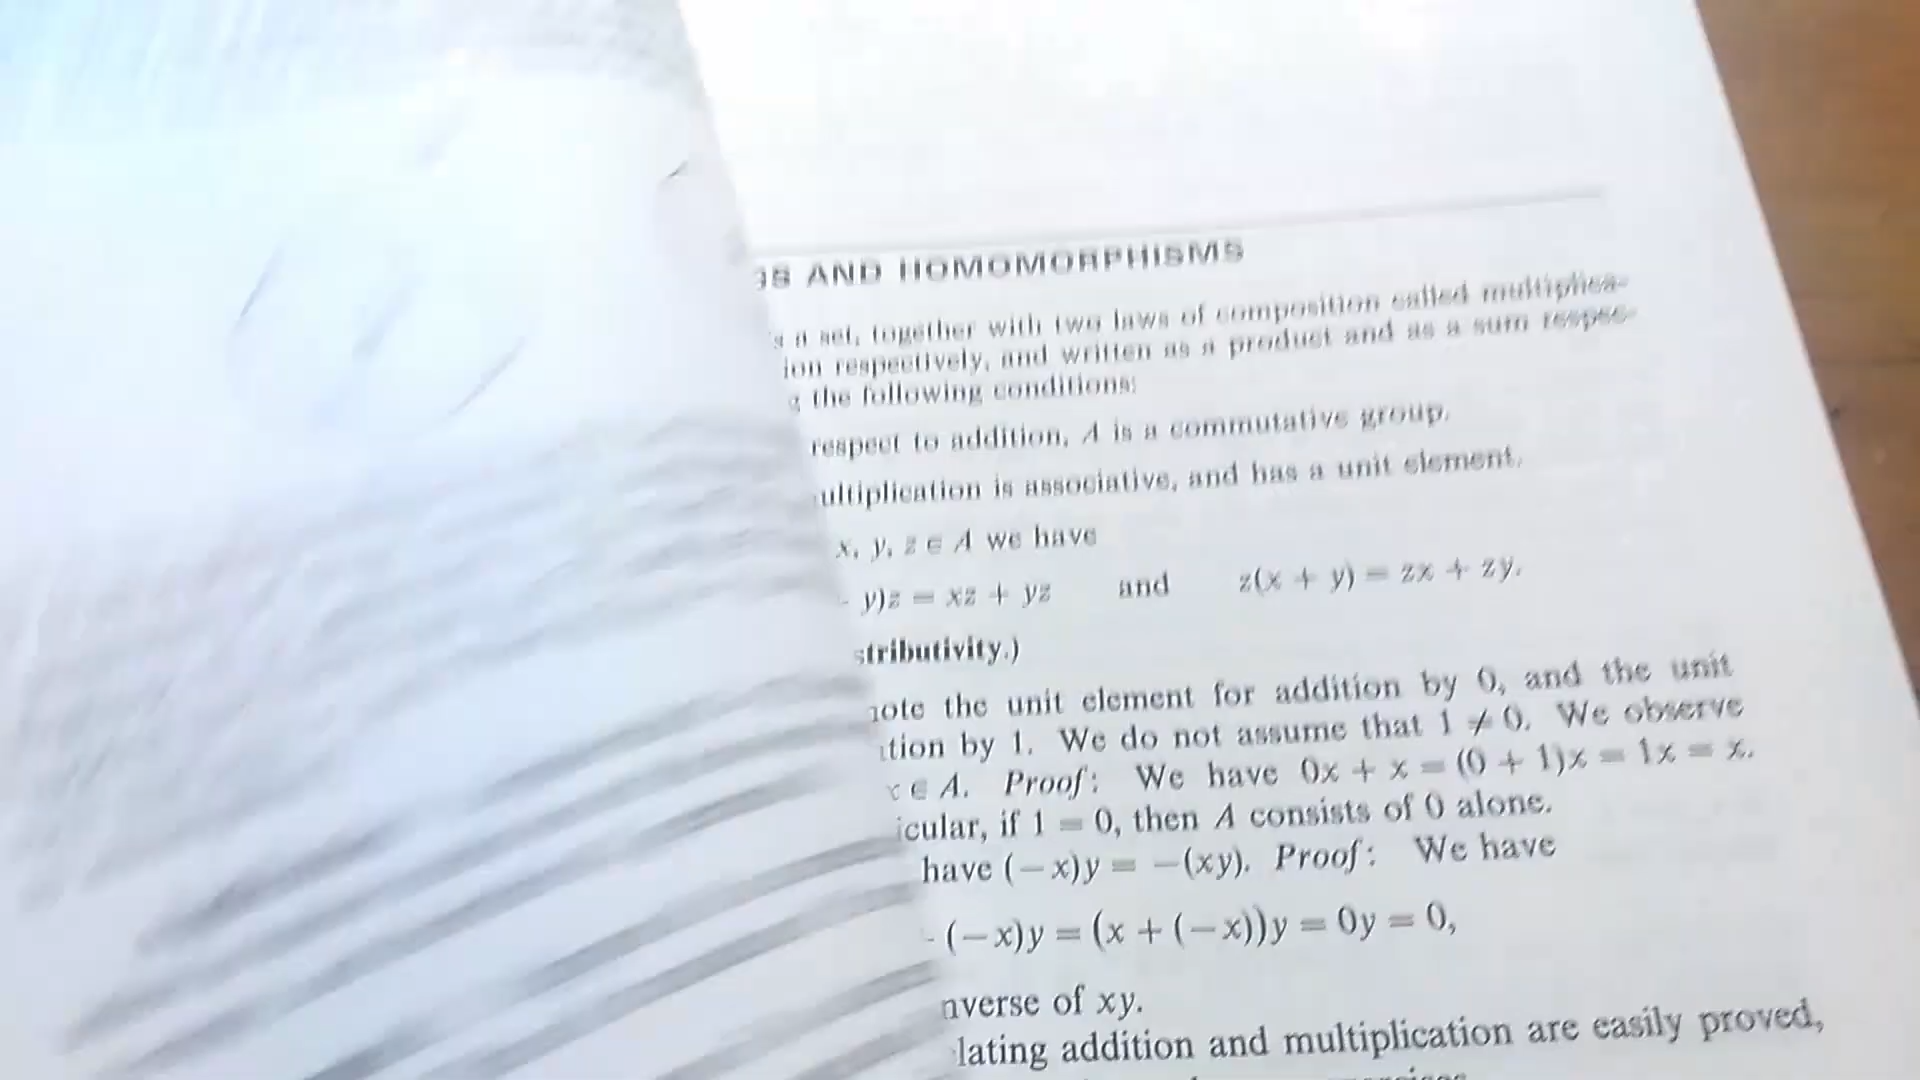 GS AND HOMOMORPHISMS
s a set, together with two laws of composition called multiplica-
ion respectively, and written as a product and as a sum respec-
g the following conditions:
respect to addition, A is a commutative group.
ultiplication is associative, and has a unit element.
x, y, z ∈ A we have
y)z = xz + yz and z(x + y) = zx + zy.
stributivity.)
note the unit element for addition by 0, and the unit
tion by 1. We do not assume that 1 ≠ 0. We observe
x ∈ A. Proof: We have 0x + x = (0 + 1)x = 1x = x.
icular, if 1 = 0, then A consists of 0 alone.
have (−x)y = −(xy). Proof: We have
(−x)y = (x + (−x))y = 0y = 0,
nverse of xy.
lating addition and multiplication are easily proved,